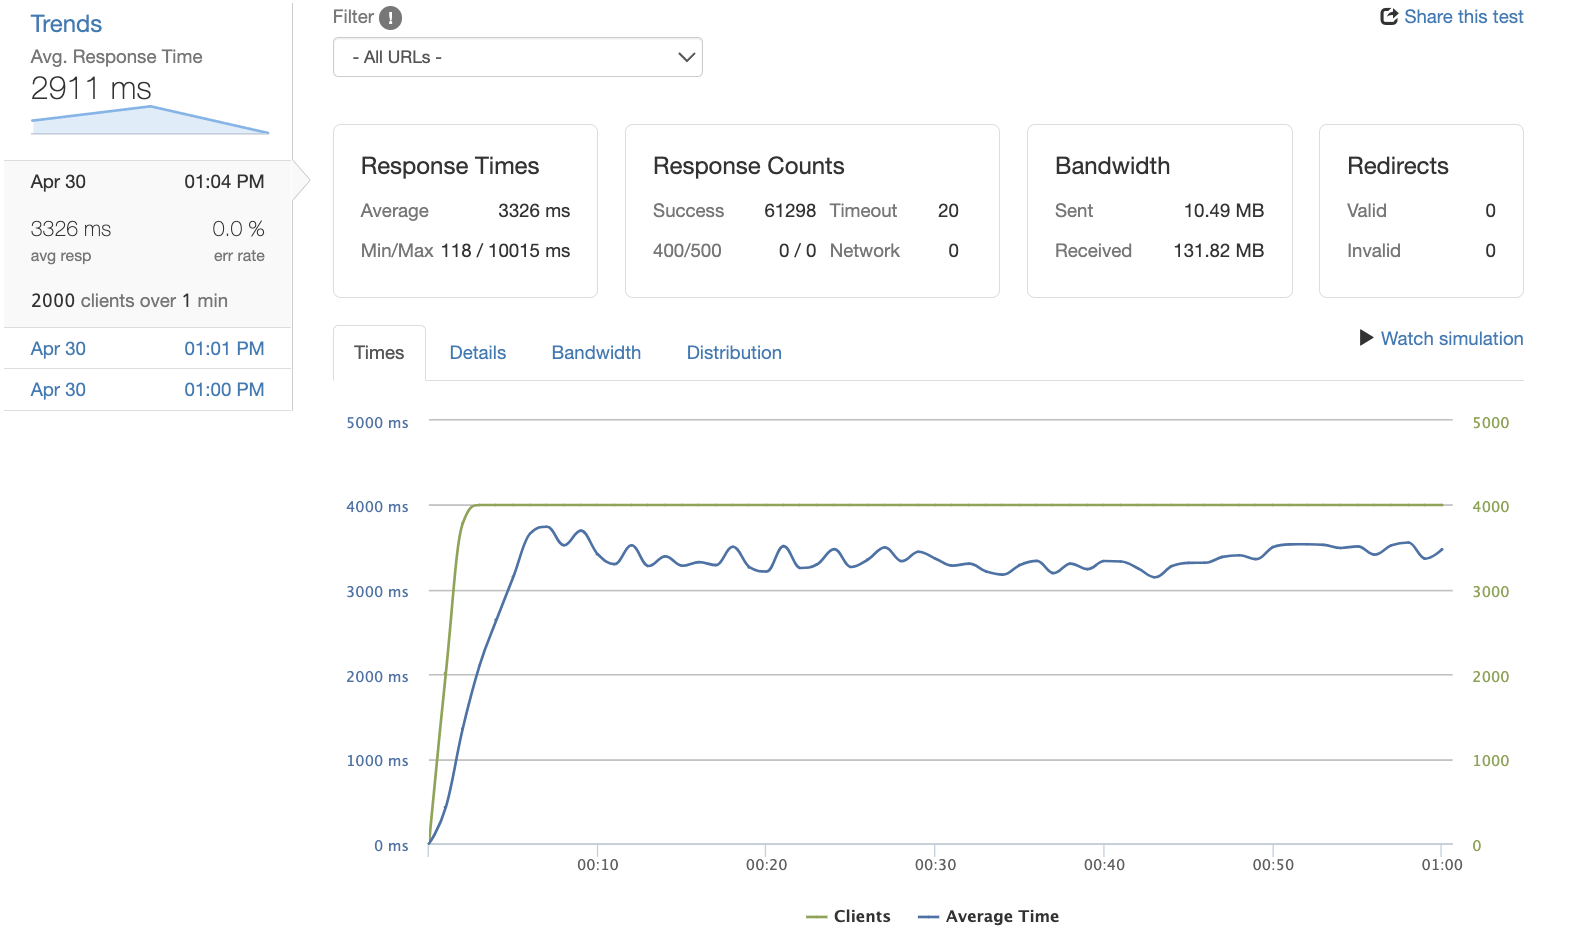 Trends
Avg. Response Time
2911 ms
Apr 30 01:04 PM
3326 ms 0.0 %
avg resp err rate
2000 clients over 1 min
Apr 30 01:01 PM
Apr 30 01:00 PM
Filter !
Share this test
- All URLs -
Response Times
Average 3326 ms
Min/Max 118 / 10015 ms
Response Counts
Success 61298 Timeout 20
400/500 0 / 0 Network 0
Bandwidth
Sent 10.49 MB
Received 131.82 MB
Redirects
Valid 0
Invalid 0
Times Details Bandwidth Distribution
Watch simulation
5000 ms 5000
4000 ms 4000
3000 ms 3000
2000 ms 2000
1000 ms 1000
0 ms 0
00:10 00:20 00:30 00:40 00:50 01:00
Clients Average Time